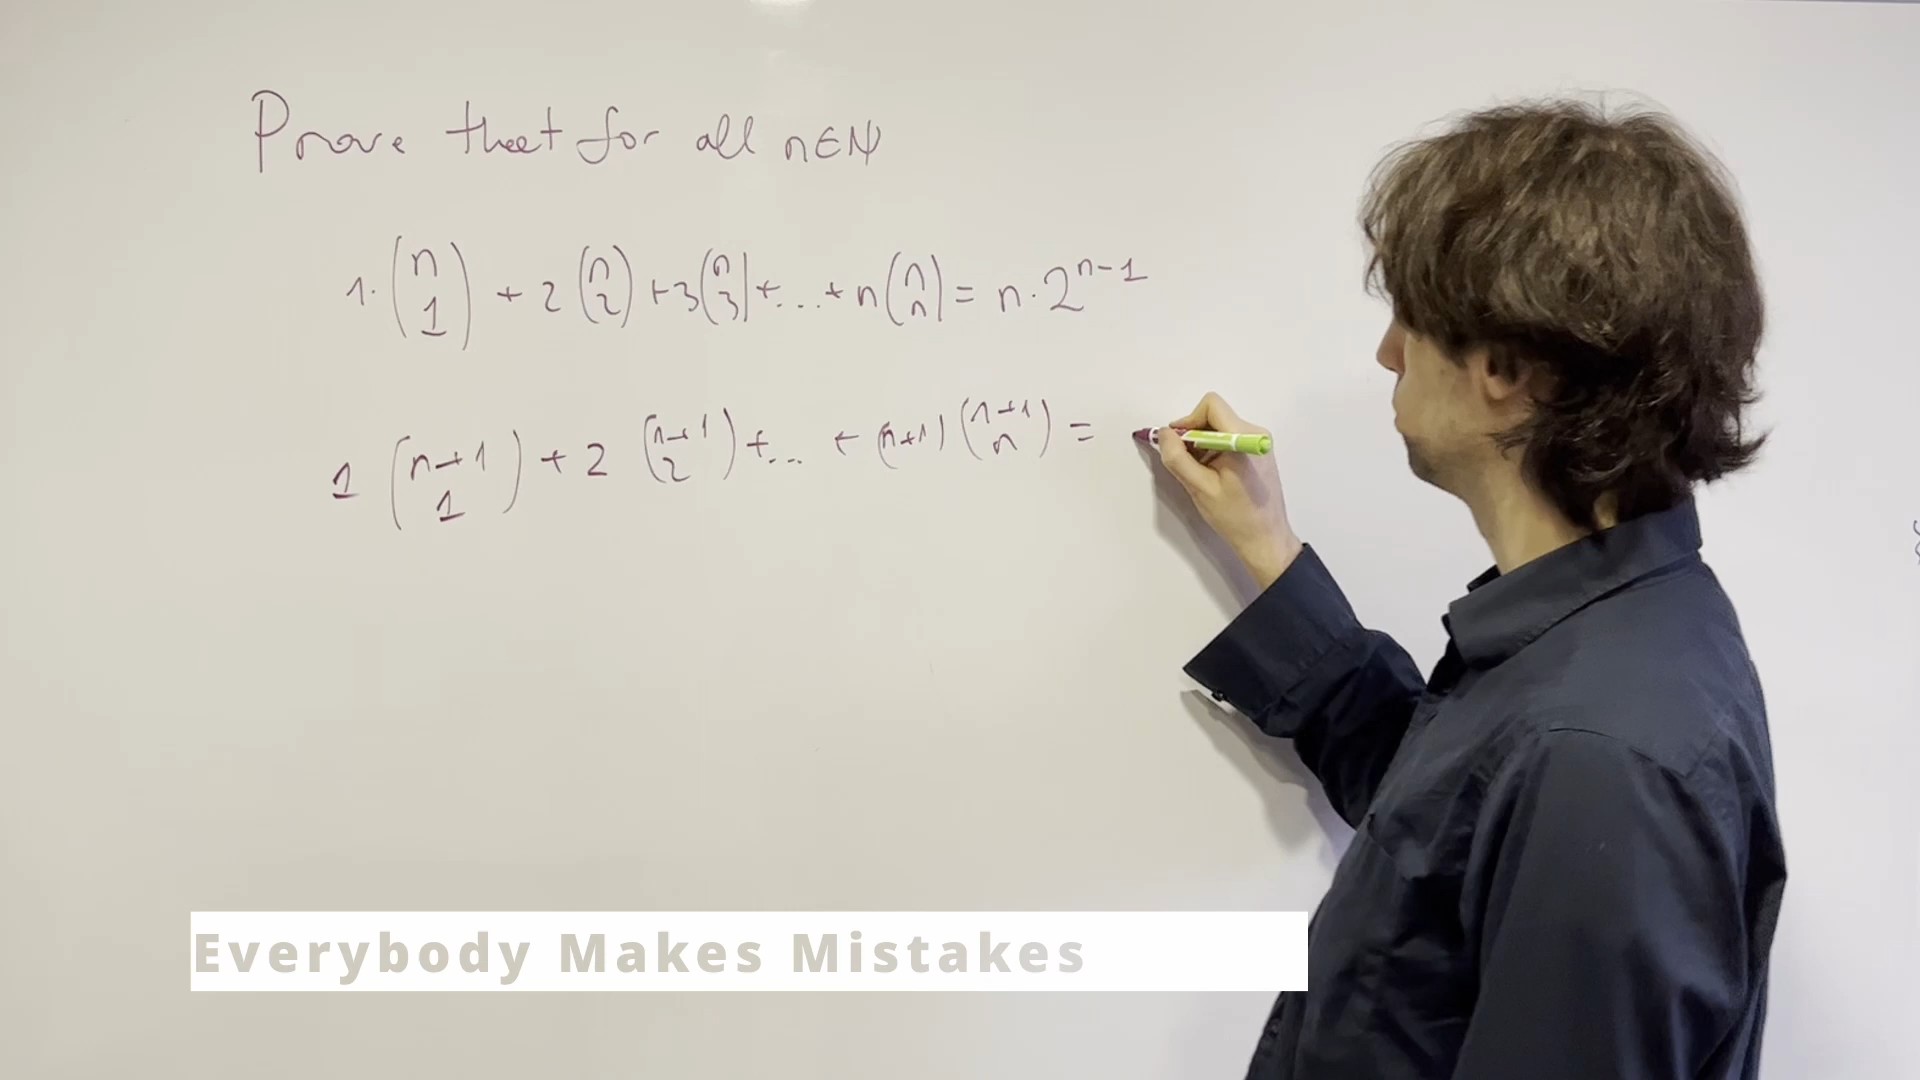 Prove that for all n∈ℕ
1·(n 1) + 2(n 2) + 3(n 3) + ... + n(n n) = n·2^{n-1}
1(n+1 1) + 2(n+1 2) + ... + (n+1)(n+1 n) =
Everybody Makes Mistakes